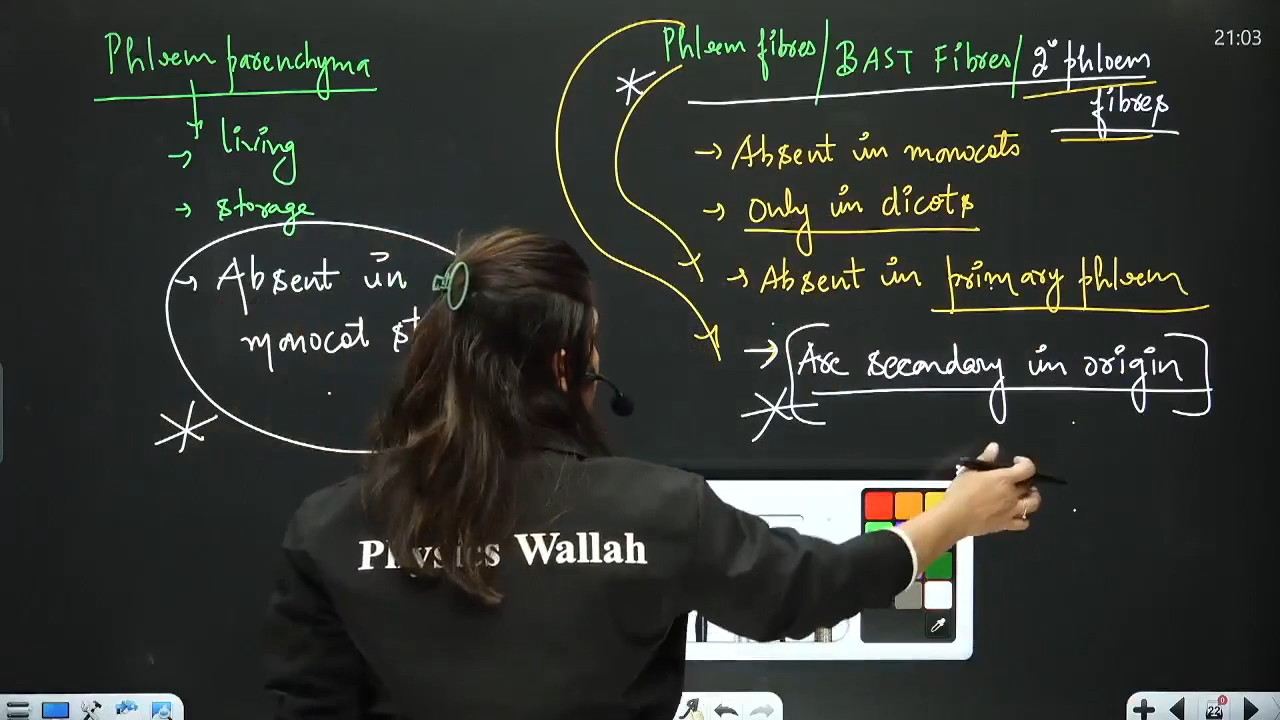 21:03
Phloem parenchyma
→ living
→ storage
→ Absent in
monocot
Phloem fibres/ BAST Fibres/ 2° phloem
fibres
→ Absent in monocots
→ Only in dicots
→ Absent in primary phloem
→ Are secondary in origin
Physics Wallah
22